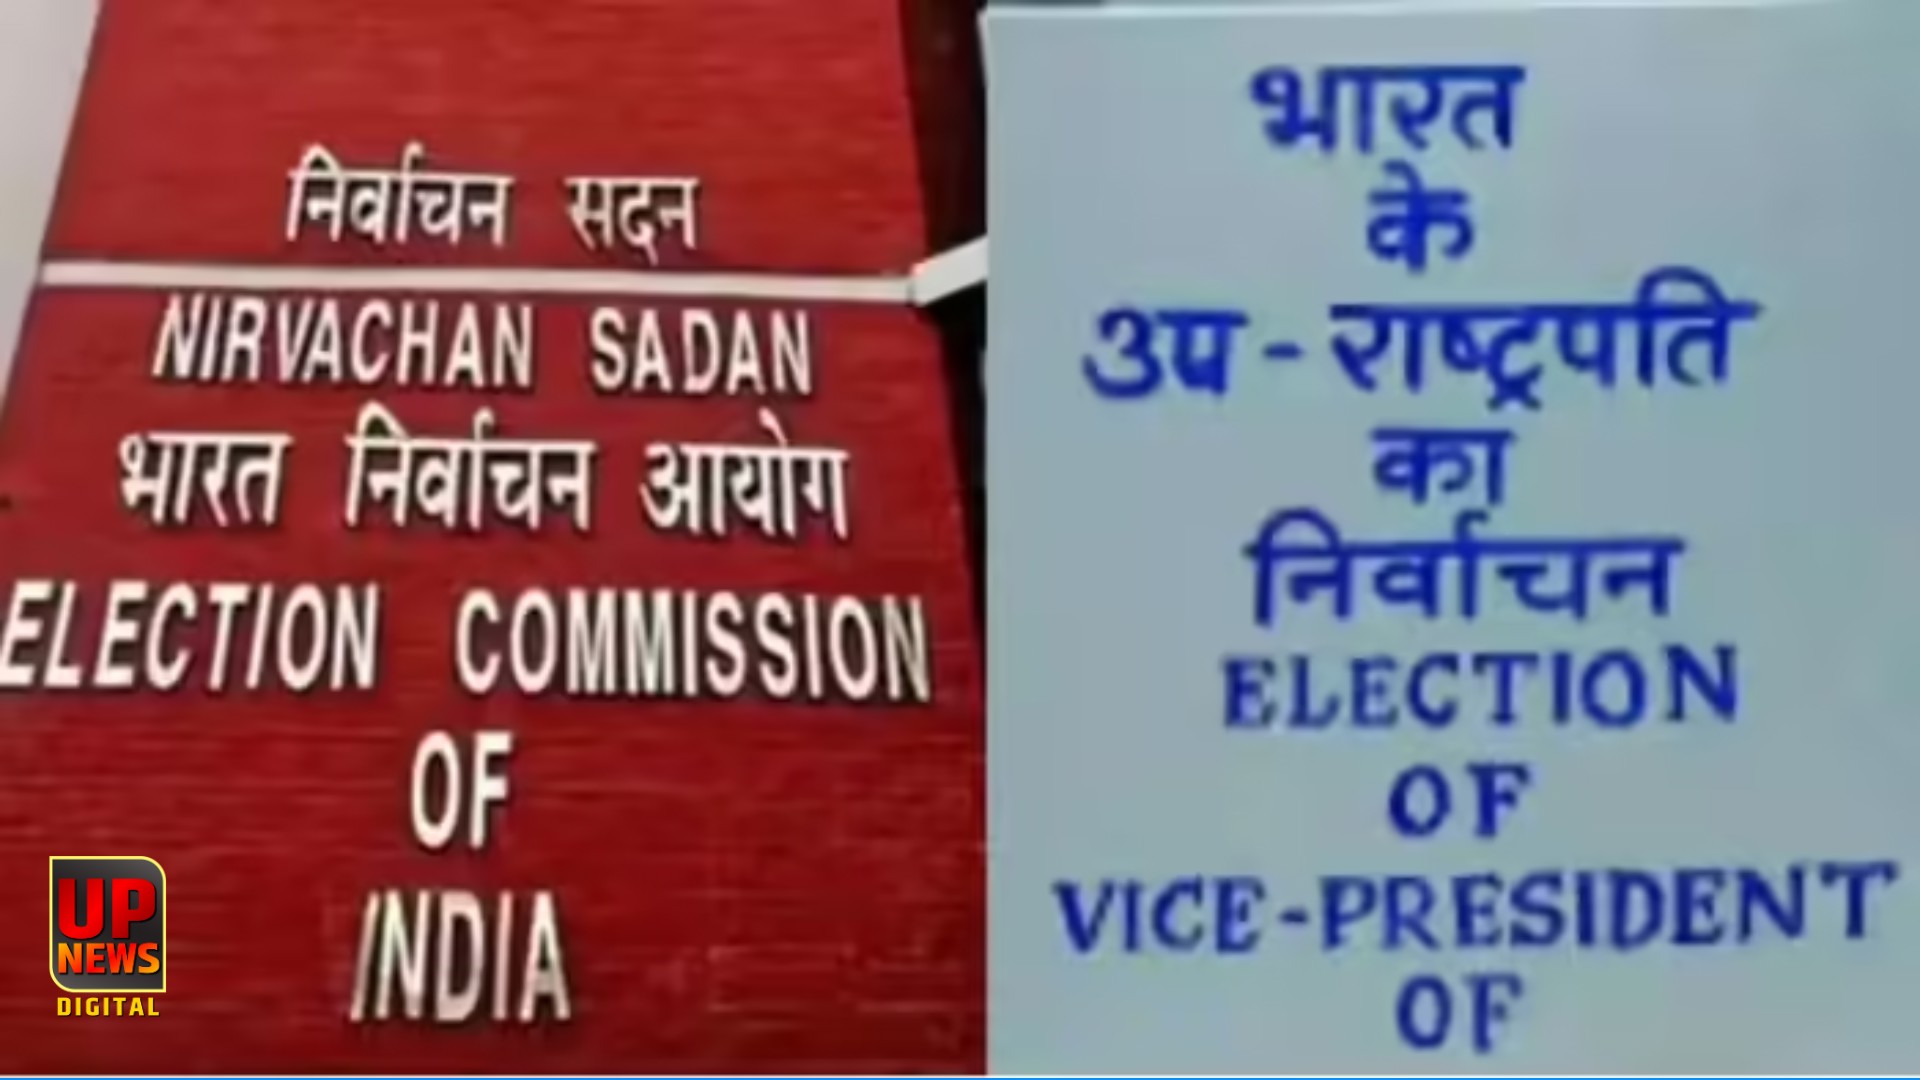 निर्वाचन सदन
NIRVACHAN SADAN
भारत निर्वाचन आयोग
ELECTION COMMISSION
OF
INDIA
भारत
के
उप-राष्ट्रपति
का
निर्वाचन
ELECTION
OF
VICE-PRESIDENT
OF
UP
NEWS
DIGITAL